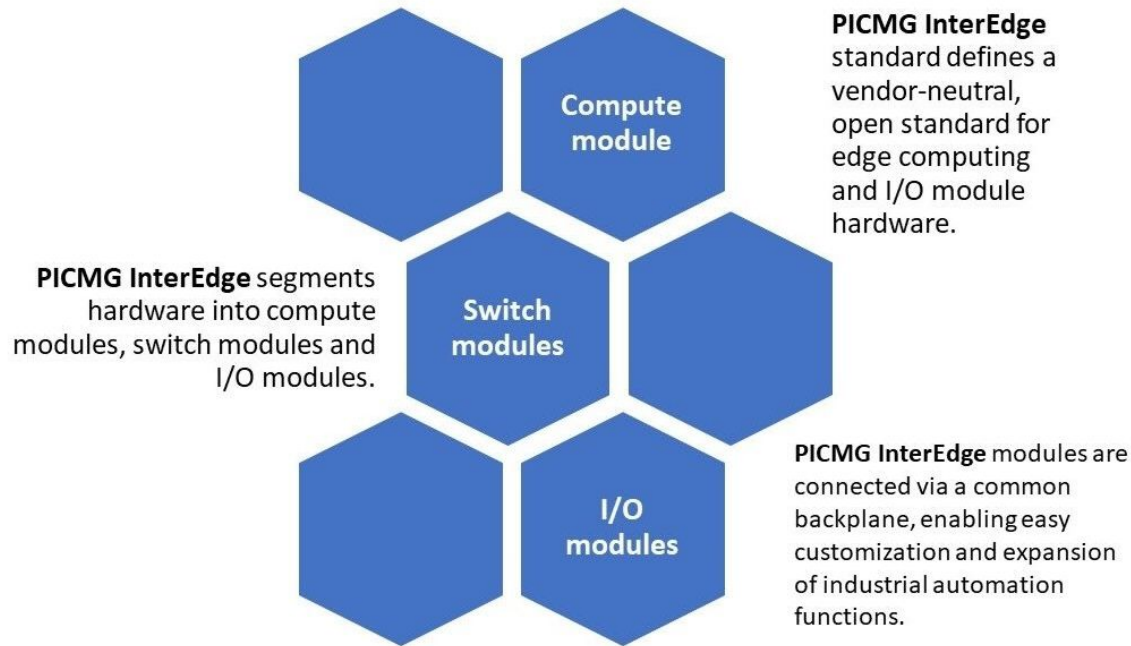 Compute
module
PICMG InterEdge
standard defines a
vendor-neutral,
open standard for
edge computing
and I/O module
hardware.
PICMG InterEdge segments
hardware into compute
modules, switch modules and
I/O modules.
Switch
modules
I/O
modules
PICMG InterEdge modules are
connected via a common
backplane, enabling easy
customization and expansion
of industrial automation
functions.